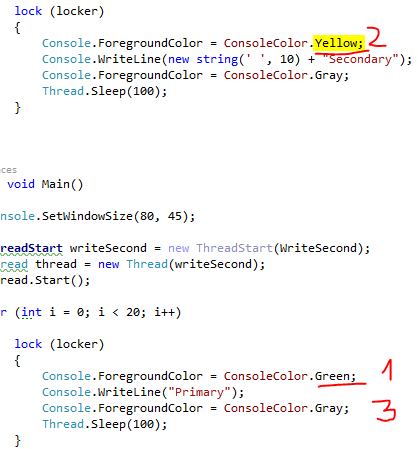 lock (locker)
{
Console.ForegroundColor = ConsoleColor.Yellow; 2
Console.WriteLine(new string(' ', 10) + "Secondary");
Console.ForegroundColor = ConsoleColor.Gray;
Thread.Sleep(100);
}
nces
void Main()
nsole.SetWindowSize(80, 45);
readStart writeSecond = new ThreadStart(WriteSecond);
read thread = new Thread(writeSecond);
read.Start();
r (int i = 0; i < 20; i++)
lock (locker)
{
Console.ForegroundColor = ConsoleColor.Green; 1
Console.WriteLine("Primary");
Console.ForegroundColor = ConsoleColor.Gray; 3
Thread.Sleep(100);
}